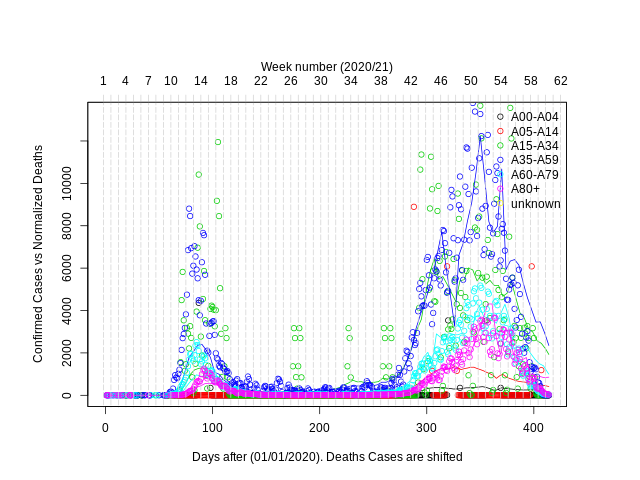 Week number (2020/21)
1 4 7 10 14 18 22 26 30 34 38 42 46 50 54 58 62
A00-A04
A05-A14
A15-A34
A35-A59
A60-A79
A80+
unknown
Confirmed Cases vs Normalized Deaths
0 2000 4000 6000 8000 10000
0 100 200 300 400
Days after (01/01/2020). Deaths Cases are shifted